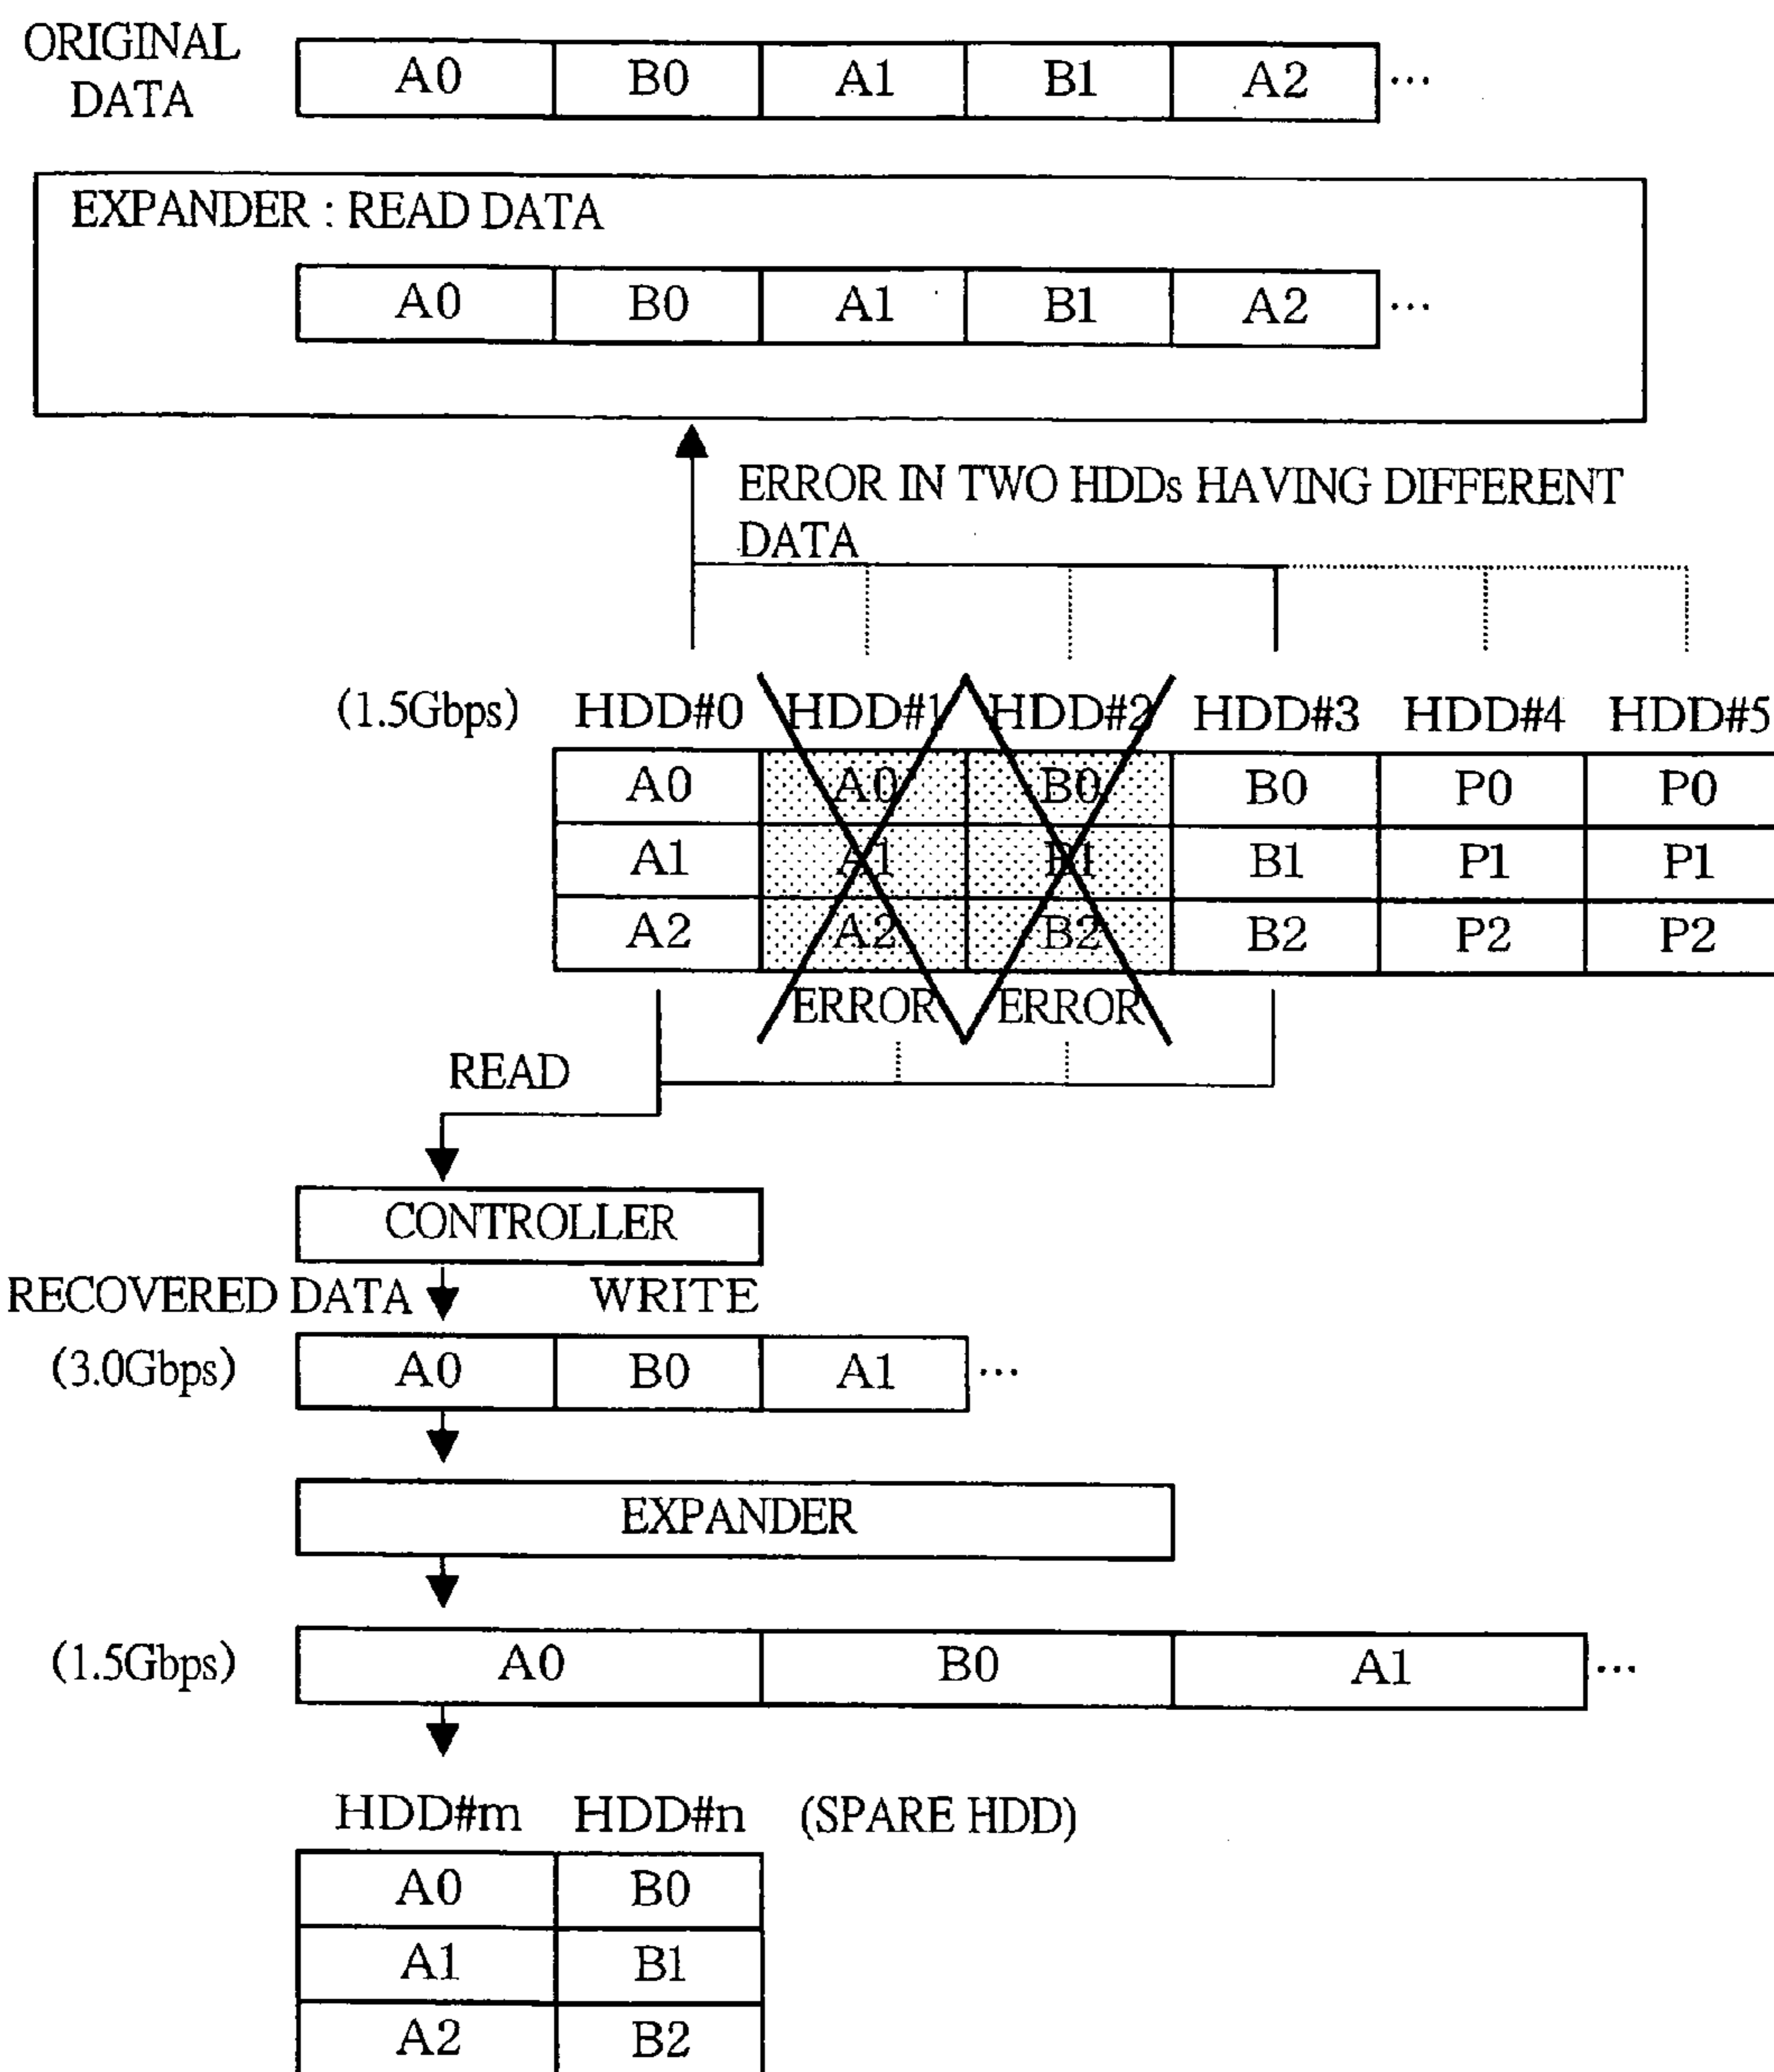 ORIGINAL
DATA
A0 B0 A1 B1 A2 ...
EXPANDER : READ DATA
A0 B0 A1 B1 A2 ...
ERROR IN TWO HDDs HAVING DIFFERENT
DATA
(1.5Gbps) HDD#0 HDD#1 HDD#2 HDD#3 HDD#4 HDD#5
A0 A0 B0 B0 P0 P0
A1 A1 B1 B1 P1 P1
A2 A2 B2 B2 P2 P2
ERROR ERROR
READ
CONTROLLER
RECOVERED DATA WRITE
(3.0Gbps) A0 B0 A1 ...
EXPANDER
(1.5Gbps) A0 B0 A1 ...
HDD#m HDD#n (SPARE HDD)
A0 B0
A1 B1
A2 B2